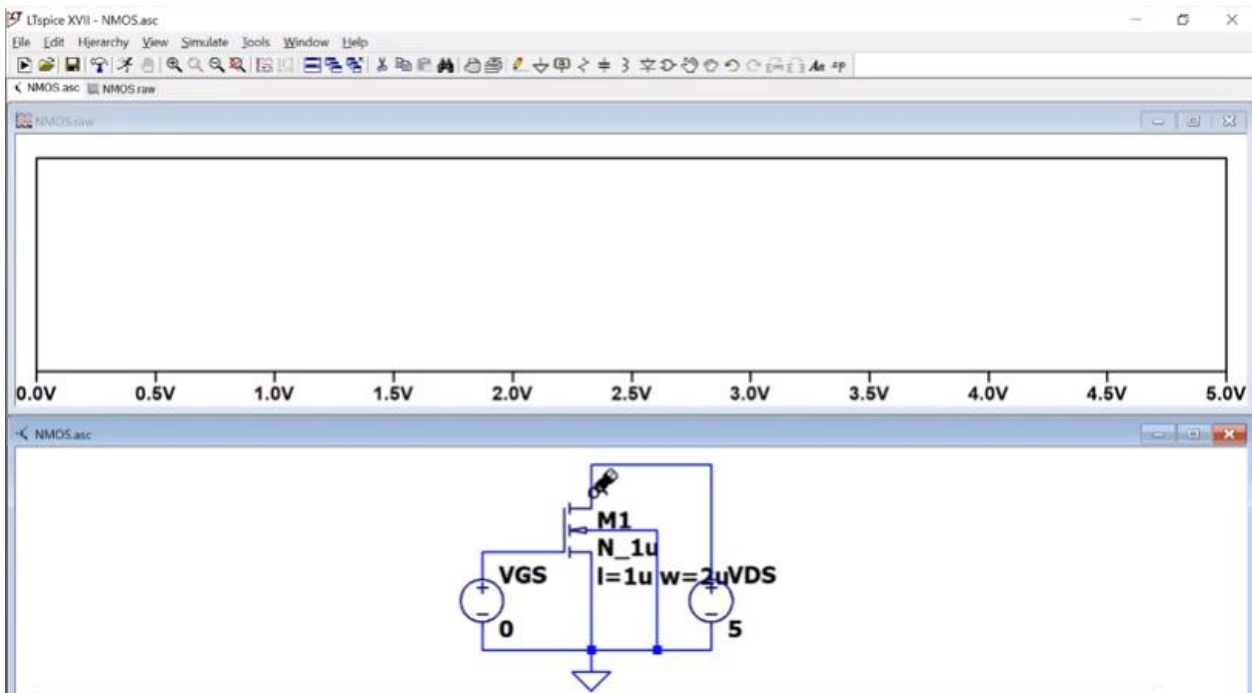 LTspice XVII - NMOS.asc
File Edit Hierarchy View Simulate Tools Window Help
NMOS.asc NMOS.raw
NMOS.raw
0.0V 0.5V 1.0V 1.5V 2.0V 2.5V 3.0V 3.5V 4.0V 4.5V 5.0V
NMOS.asc
M1
N_1u
VGS l=1u w=2u VDS
0 5